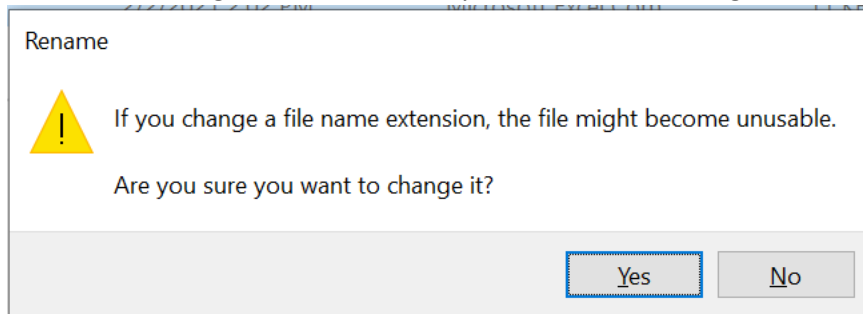 Rename
If you change a file name extension, the file might become unusable.
Are you sure you want to change it?
Yes
No